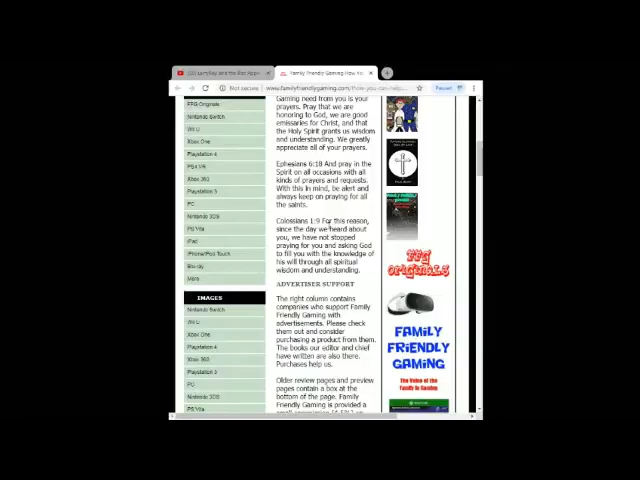 Family Friendly Gaming How Yo
Paused
Not secure
www.familyfriendlygaming.com/How-you-can-help...
FFG Originals
Nintendo Switch
Wii U
Xbox One
Playstation 4
PS4 VR
Xbox 360
Playstation 3
PC
Nintendo 3DS
PS Vita
iPad
iPhone/iPod Touch
Blu-ray
More
IMAGES
Nintendo Switch
Wii U
Xbox One
Playstation 4
Xbox 360
Playstation 3
PC
Nintendo 3DS
PS Vita
Gaming need from you is your
prayers. Pray that we are
honoring to God, we are good
emissaries for Christ, and that
the Holy Spirit grants us wisdom
and understanding. We greatly
appreciate all of your prayers.
Ephesians 6:18 And pray in the
Spirit on all occasions with all
kinds of prayers and requests.
With this in mind, be alert and
always keep on praying for all
the saints.
Colossians 1:9 For this reason,
since the day we heard about
you, we have not stopped
praying for you and asking God
to fill you with the knowledge of
his will through all spiritual
wisdom and understanding.
ADVERTISER SUPPORT
The right column contains
companies who support Family
Friendly Gaming with
advertisements. Please check
them out and consider
purchasing a product from them.
The books our editor and chief
have written are also there.
Purchases help us.
Older review pages and preview
pages contain a box at the
bottom of the page. Family
Friendly Gaming is provided a
FFG
ORIGINALS
FAMILY
FRIENDLY
GAMING
The Voice of the
Family in Gaming